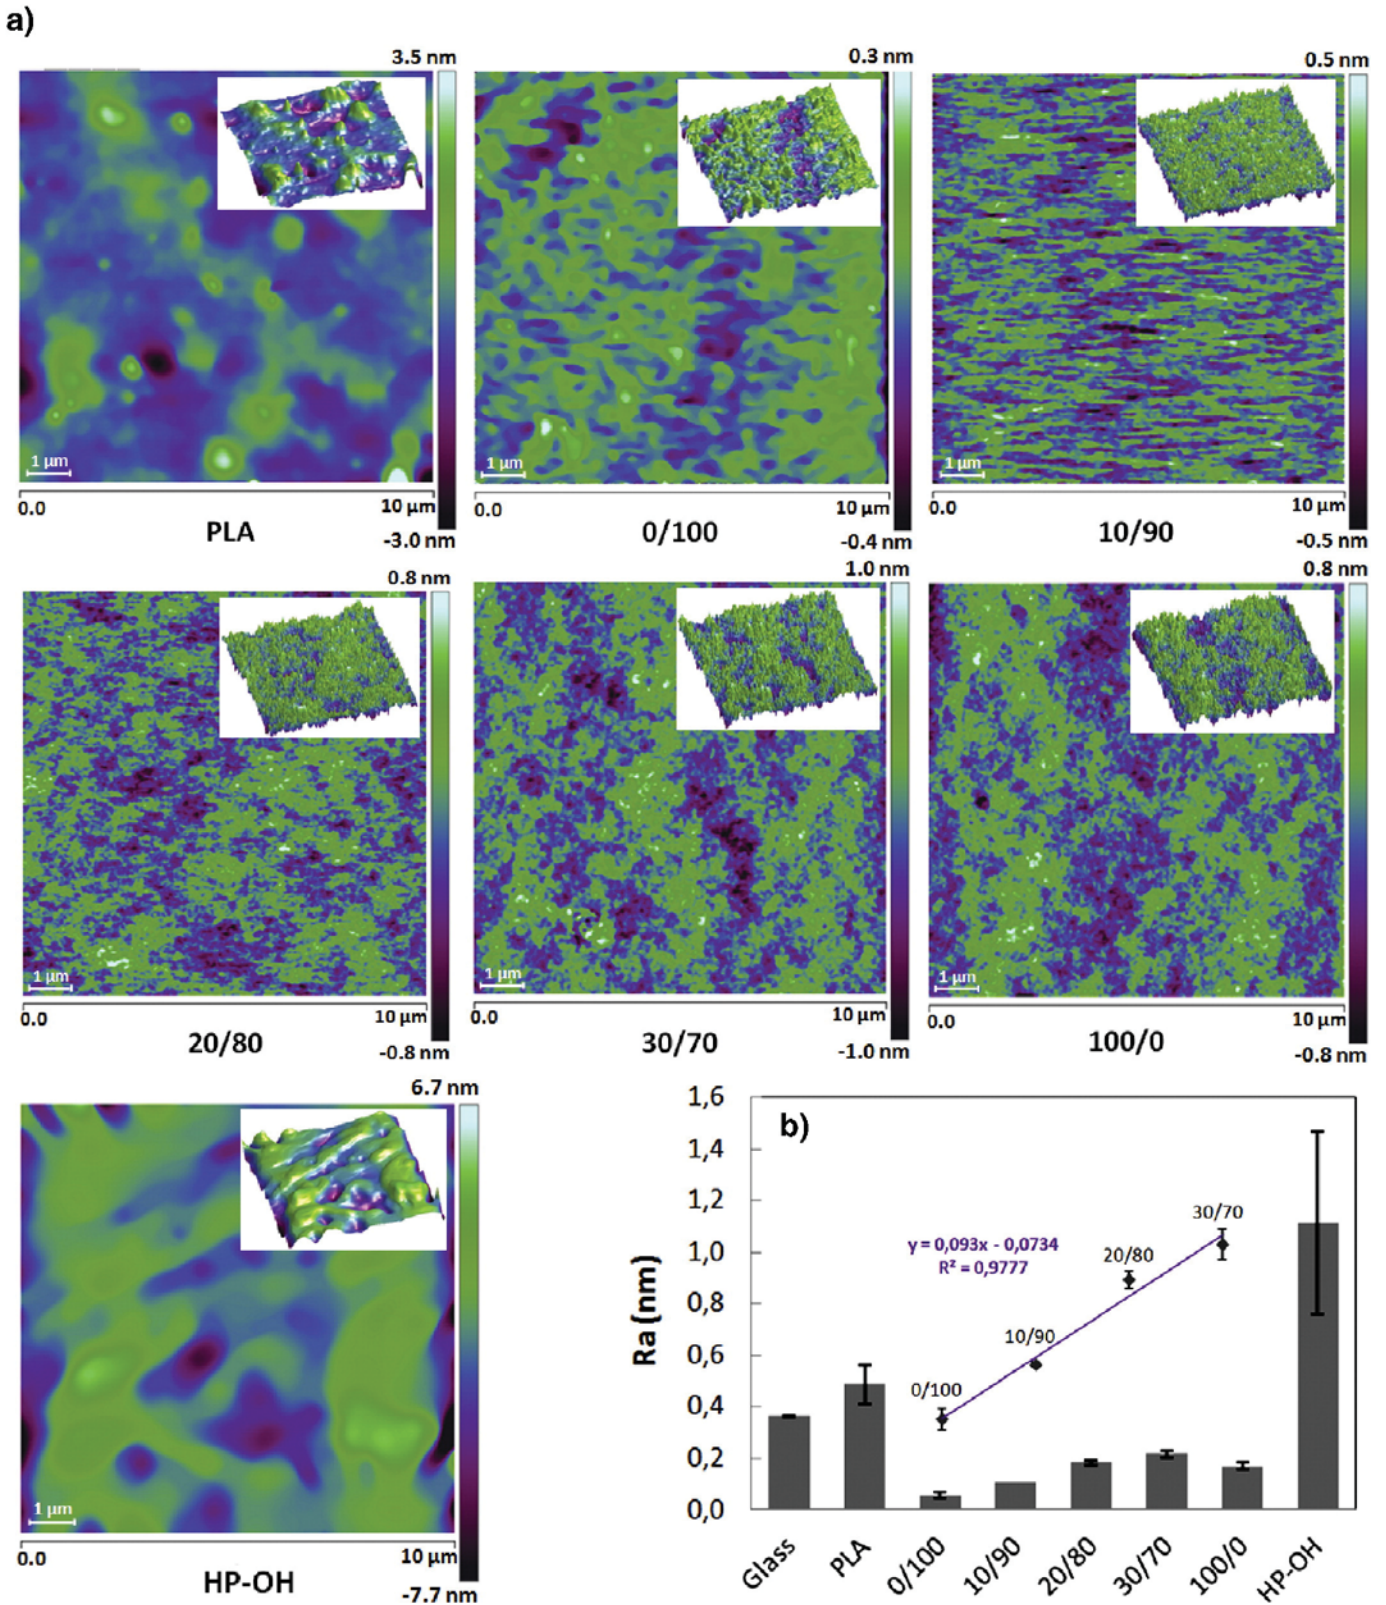 a)
3.5 nm
0.3 nm
0.5 nm
1 µm
1 µm
1 µm
0.0
10 µm
0.0
10 µm
0.0
10 µm
PLA
-3.0 nm
0/100
-0.4 nm
10/90
-0.5 nm
0.8 nm
1.0 nm
0.8 nm
1 µm
1 µm
1 µm
0.0
10 µm
0.0
10 µm
0.0
10 µm
20/80
-0.8 nm
30/70
-1.0 nm
100/0
-0.8 nm
6.7 nm
1 µm
0.0
10 µm
HP-OH
-7.7 nm
b)
Ra (nm)
1,6
1,4
1,2
1,0
0,8
0,6
0,4
0,2
0,0
y = 0,093x - 0,0734
R² = 0,9777
0/100
10/90
20/80
30/70
Glass
PLA
0/100
10/90
20/80
30/70
100/0
HP-OH